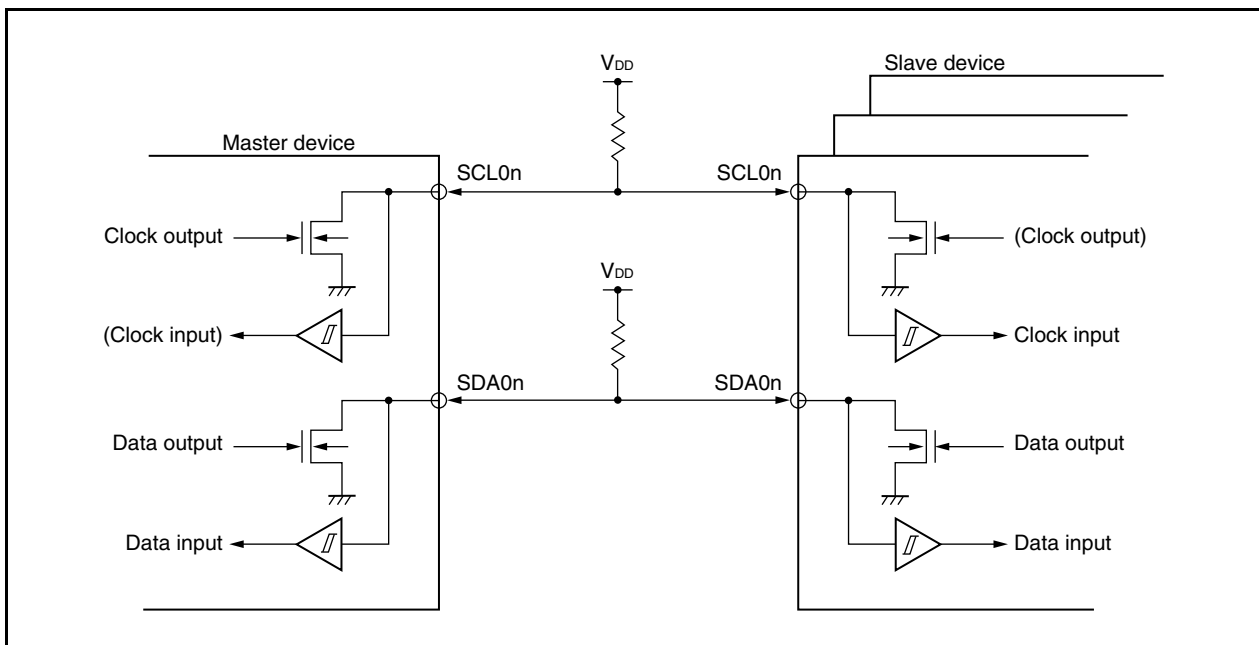 VDD
Slave device
Master device
SCL0n SCL0n
Clock output (Clock output)
VDD
(Clock input) Clock input
SDA0n SDA0n
Data output Data output
Data input Data input